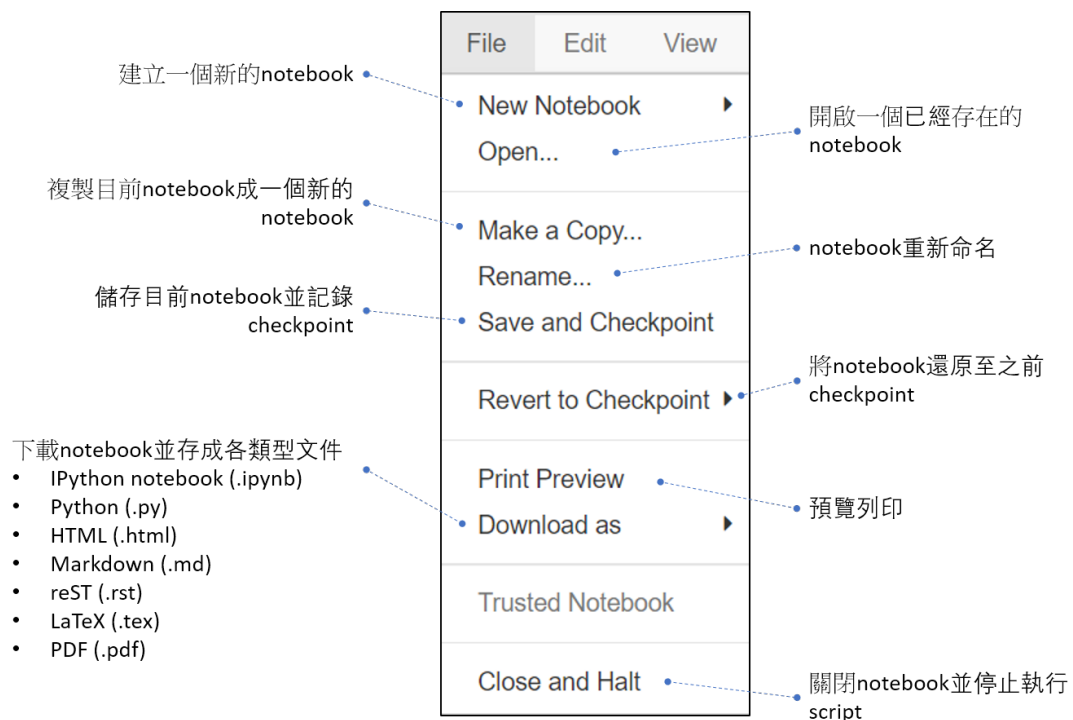 File Edit View
建立一個新的notebook
New Notebook
開啟一個已經存在的
notebook
Open...
複製目前notebook成一個新的
notebook
Make a Copy...
notebook重新命名
Rename...
儲存目前notebook並記錄
checkpoint
Save and Checkpoint
將notebook還原至之前
checkpoint
Revert to Checkpoint
下載notebook並存成各類型文件
• IPython notebook (.ipynb)
• Python (.py)
• HTML (.html)
• Markdown (.md)
• reST (.rst)
• LaTeX (.tex)
• PDF (.pdf)
Print Preview
預覽列印
Download as
Trusted Notebook
Close and Halt
關閉notebook並停止執行
script